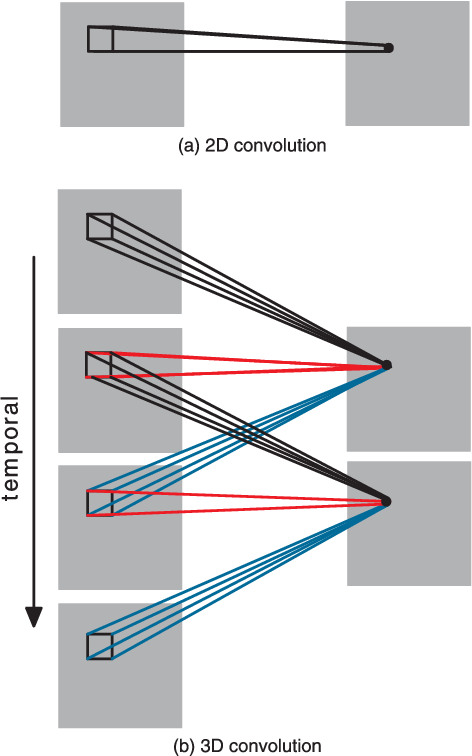 (a) 2D convolution
temporal
(b) 3D convolution